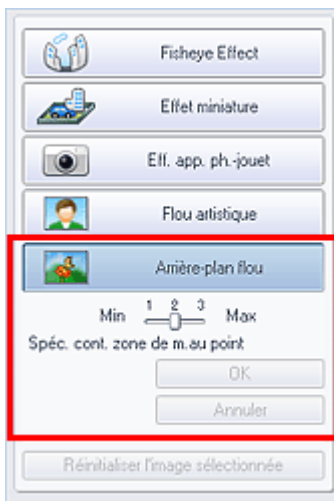 Fisheye Effect
Effet miniature
Eff. app. ph.-jouet
Flou artistique
Arrière-plan flou
1 2 3
Min Max
Spéc. cont. zone de m.au point
OK
Annuler
Réinitialiser l'image sélectionnée